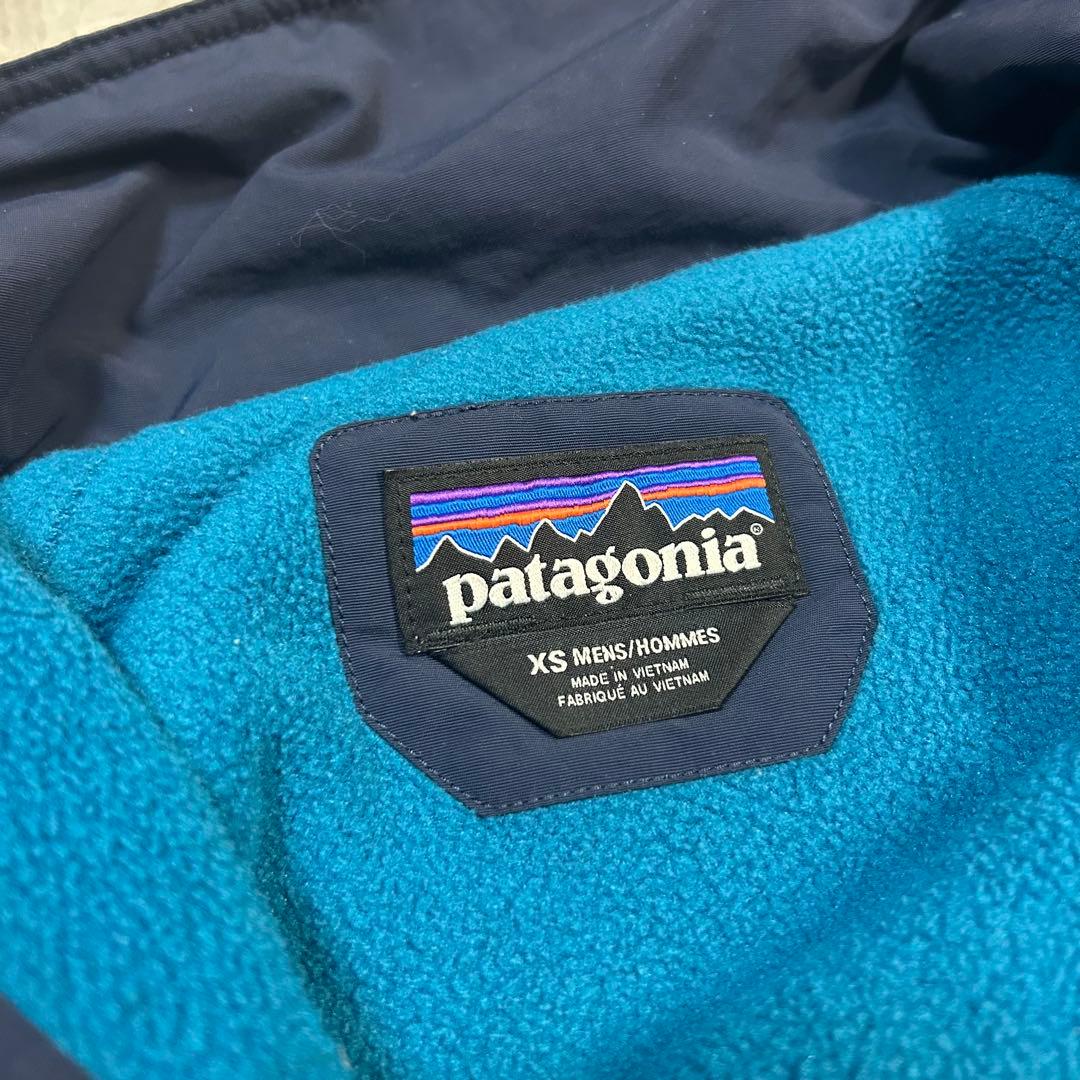 patagonia®
XS MENS/HOMMES
MADE IN VIETNAM
FABRIQUÉ AU VIETNAM